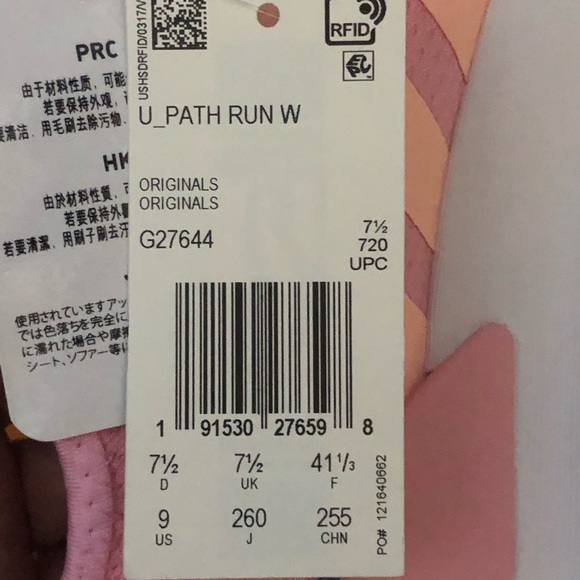 PRC
由于材料性质，可能
若要保持外观，
要清洁，用毛刷去除污物.
HK
由於材料性質，可
若要保持外觀
若要清潔，用刷子刷去汙
使用されていますアッ
では色落ちを完全に
に濡れた場合や摩擦
シート、ソファー等に
USHSDRFID/0317/V
RFID
U_PATH RUN W
ORIGINALS
ORIGINALS
G27644
7½
720
UPC
1 91530 27659 8
7½ 7½ 41⅓
D UK F
9 260 255
US J CHN
PO# 121640662